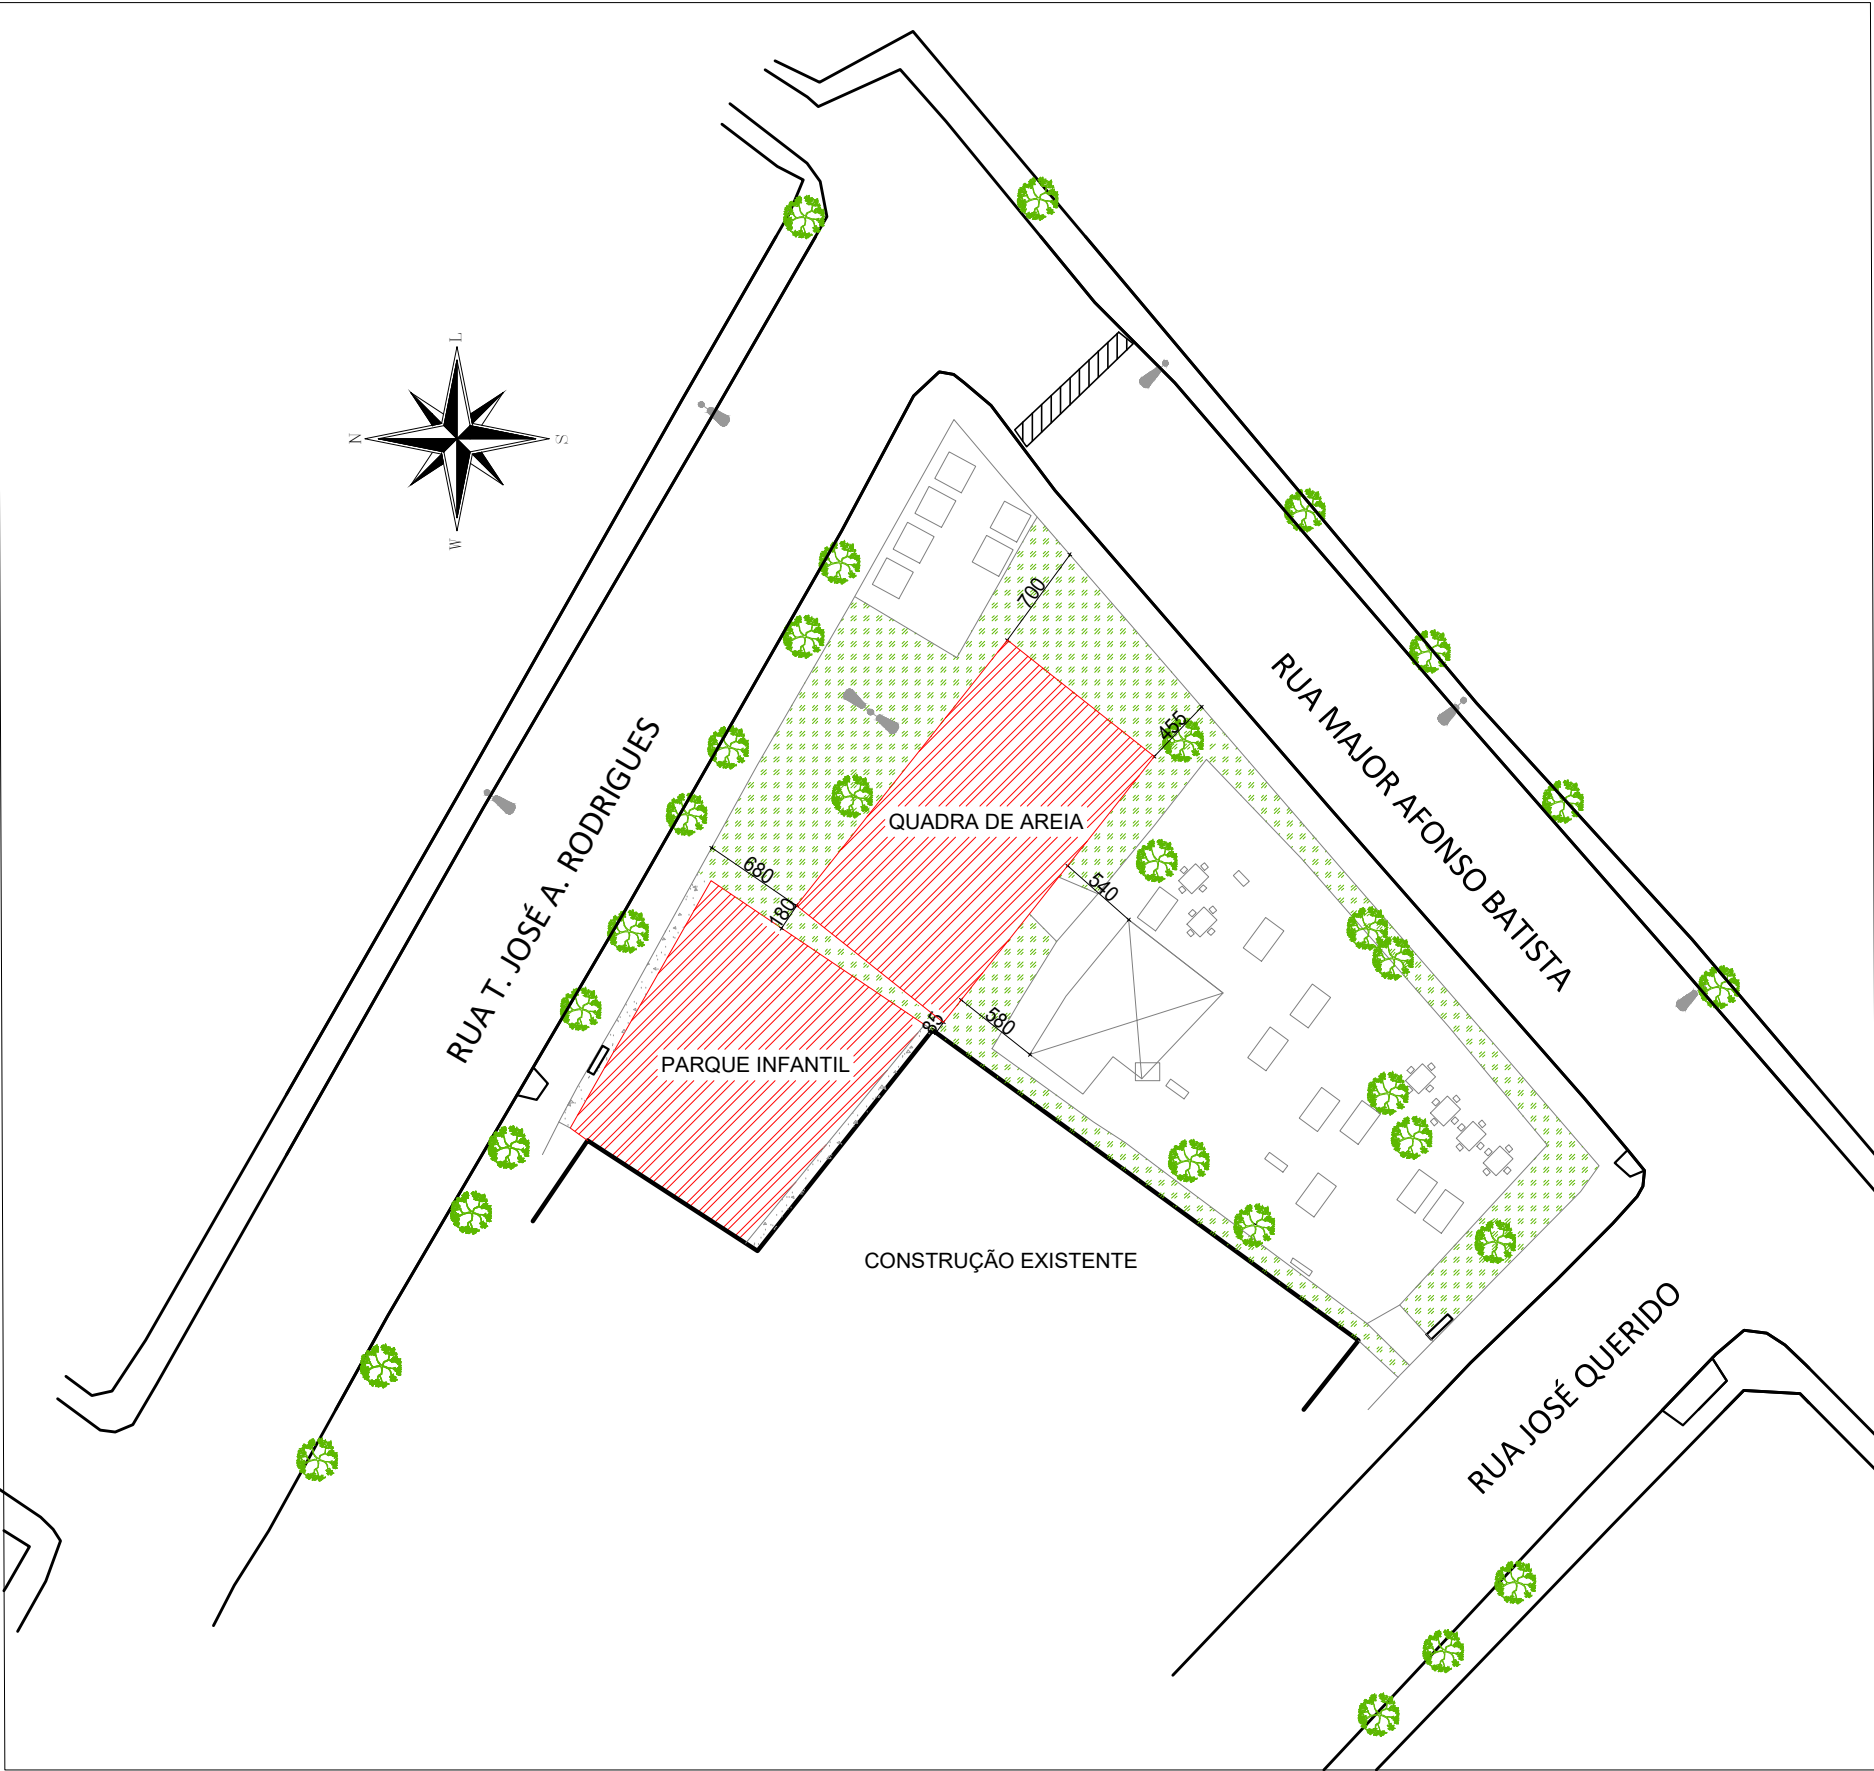 L
N
S
W
700
455
RUA MAJOR AFONSO BATISTA
RUA T. JOSÉ A. RODRIGUES
QUADRA DE AREIA
680
180
540
580
85
PARQUE INFANTIL
CONSTRUÇÃO EXISTENTE
RUA JOSÉ QUERIDO